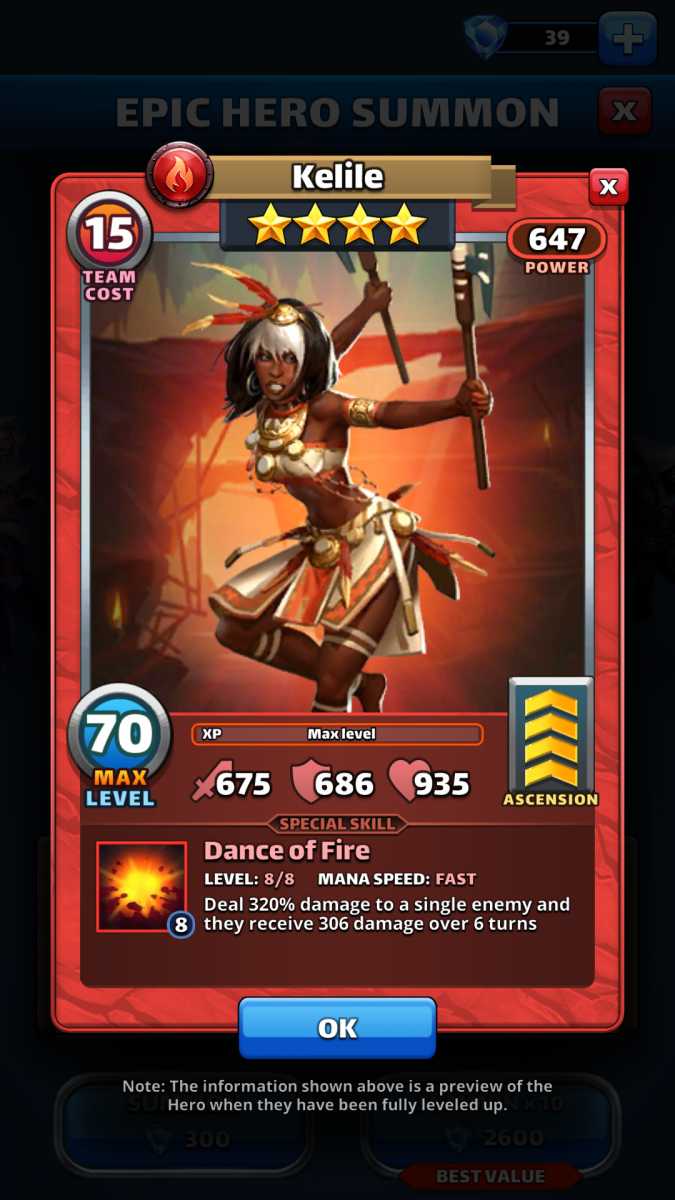 39
EPIC HERO SUMMON
X
Kelile
X
15
TEAM
COST
647
POWER
70
MAX
LEVEL
XP Max level
675 686 935
ASCENSION
SPECIAL SKILL
Dance of Fire
LEVEL: 8/8 MANA SPEED: FAST
Deal 320% damage to a single enemy and
they receive 306 damage over 6 turns
8
OK
Note: The information shown above is a preview of the
Hero when they have been fully leveled up.
300
2600
BEST VALUE